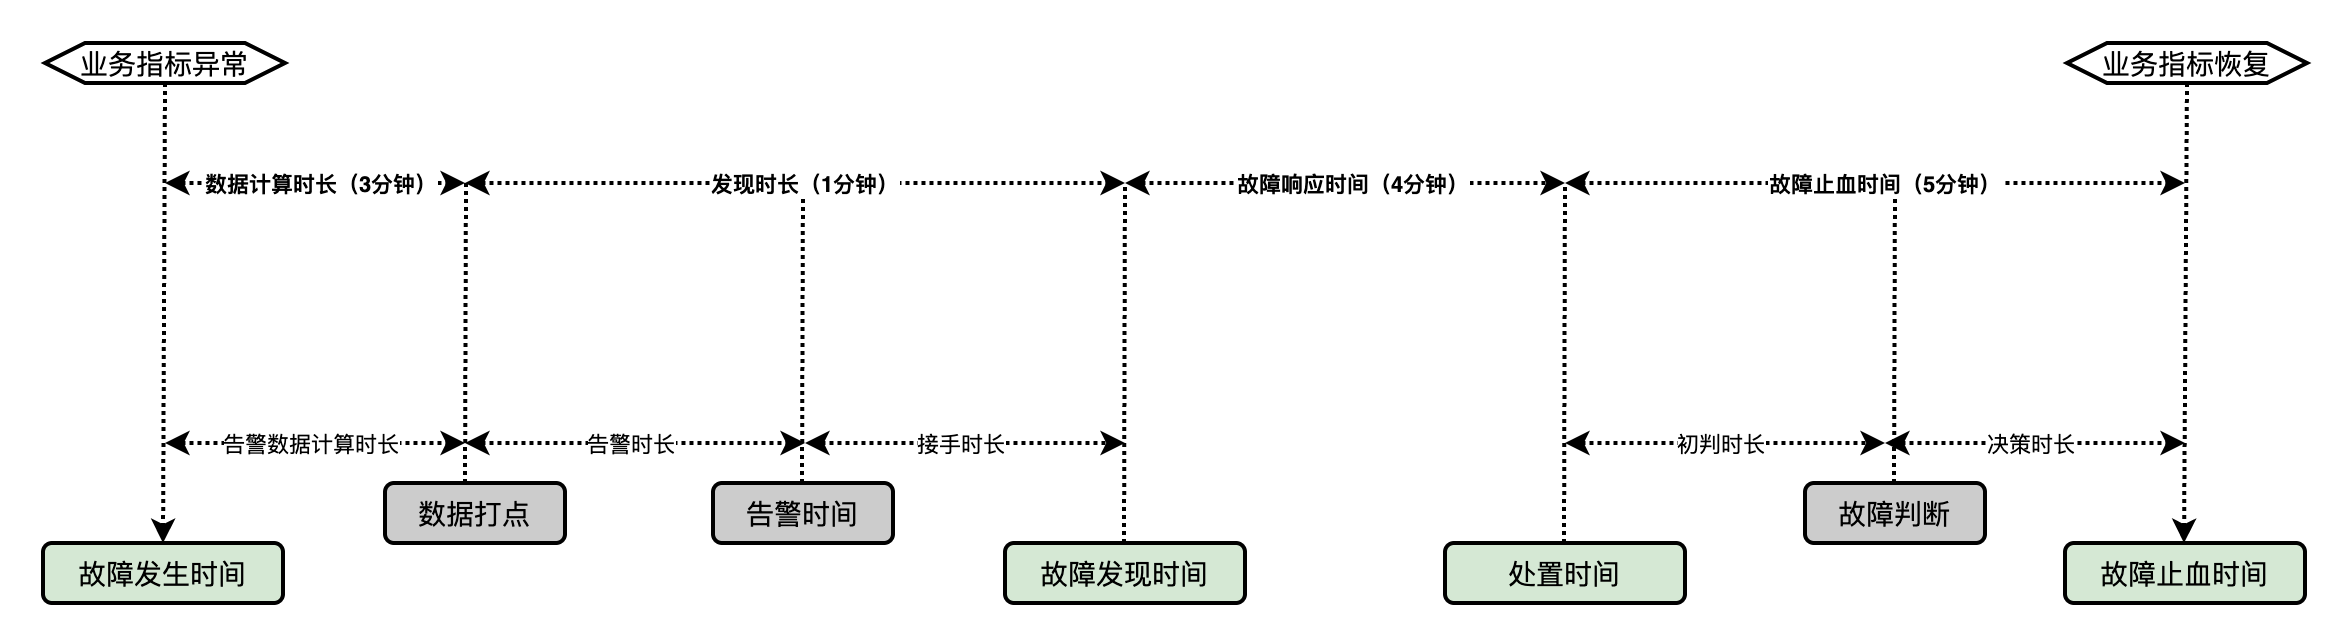 业务指标异常
业务指标恢复
数据计算时长（3分钟）
发现时长（1分钟）
故障响应时间（4分钟）
故障止血时间（5分钟）
告警数据计算时长
告警时长
接手时长
初判时长
决策时长
数据打点
告警时间
故障判断
故障发生时间
故障发现时间
处置时间
故障止血时间